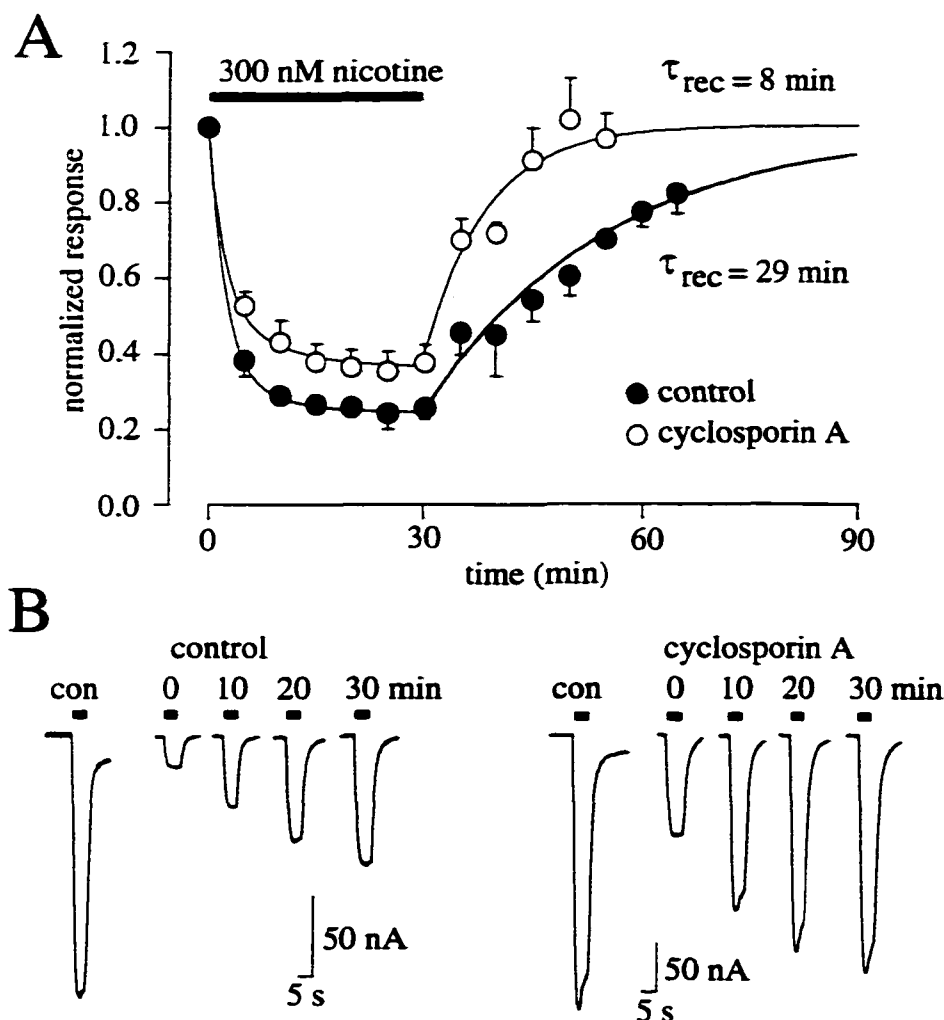 A
1.2
1.0
0.8
0.6
0.4
0.2
0.0
normalized response
300 nM nicotine
τrec = 8 min
τrec = 29 min
control
cyclosporin A
0 30 60 90
time (min)
B
control
con 0 10 20 30 min
50 nA
5 s
cyclosporin A
con 0 10 20 30 min
50 nA
5 s